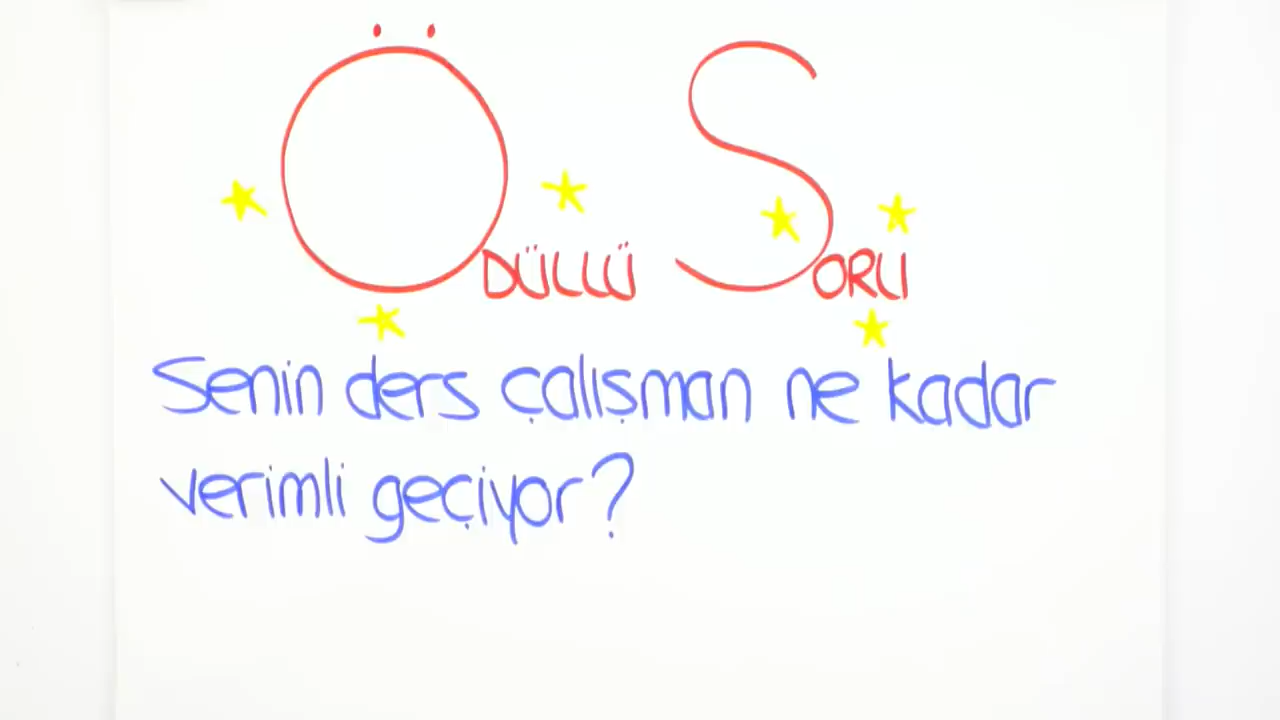 ÖDÜLLÜ SORU
Senin ders çalışman ne kadar
verimli geçiyor?